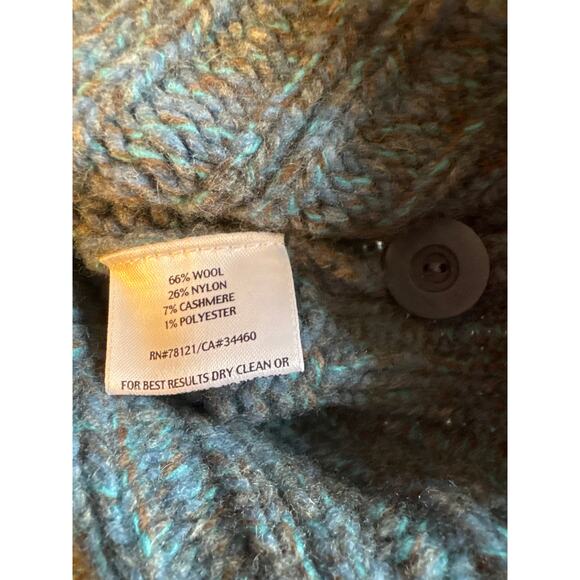 66% WOOL
26% NYLON
7% CASHMERE
1% POLYESTER
RN#78121/CA#34460
FOR BEST RESULTS DRY CLEAN OR